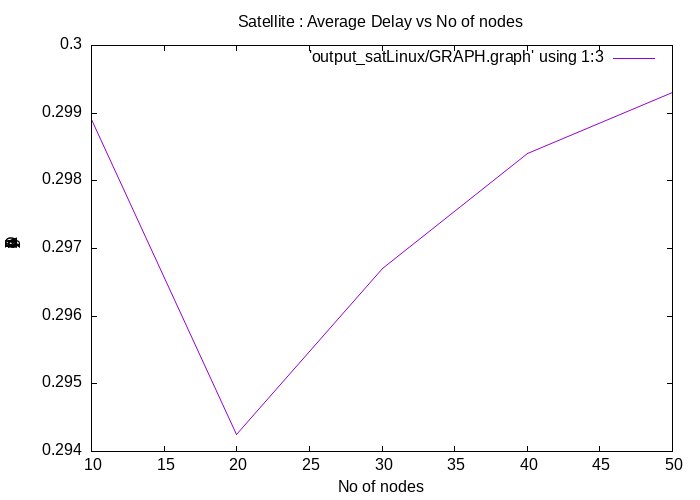 Satellite : Average Delay vs No of nodes
0.3
'output_satLinux/GRAPH.graph' using 1:3
0.299
0.298
0.297
0.296
0.295
0.294
10 15 20 25 30 35 40 45 50
No of nodes